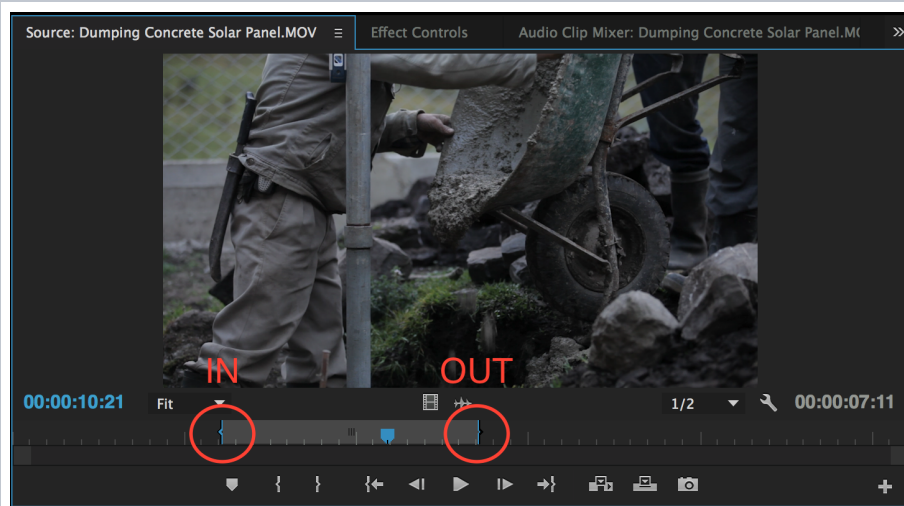 Source: Dumping Concrete Solar Panel.MOV
Effect Controls
Audio Clip Mixer: Dumping Concrete Solar Panel.M
IN
OUT
00:00:10:21
Fit
1/2
00:00:07:11